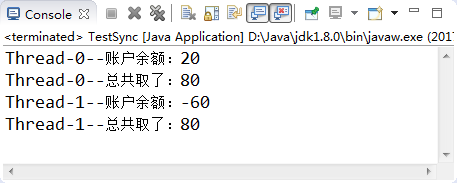 Console
<terminated> TestSync [Java Application] D:\Java\jdk1.8.0\bin\javaw.exe (201
Thread-0--账户余额：20
Thread-0--总共取了：80
Thread-1--账户余额：-60
Thread-1--总共取了：80